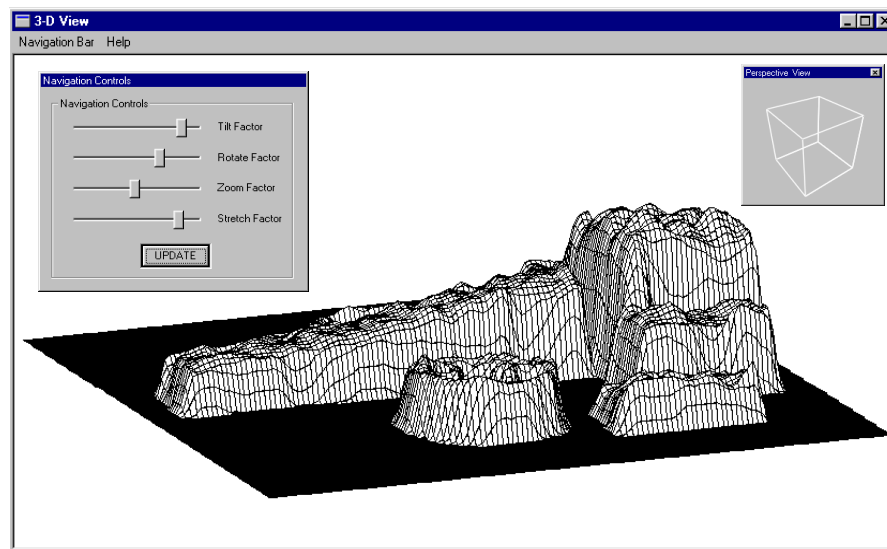 3-D View
Navigation Bar Help
Navigation Controls
Navigation Controls
Tilt Factor
Rotate Factor
Zoom Factor
Stretch Factor
UPDATE
Perspective View